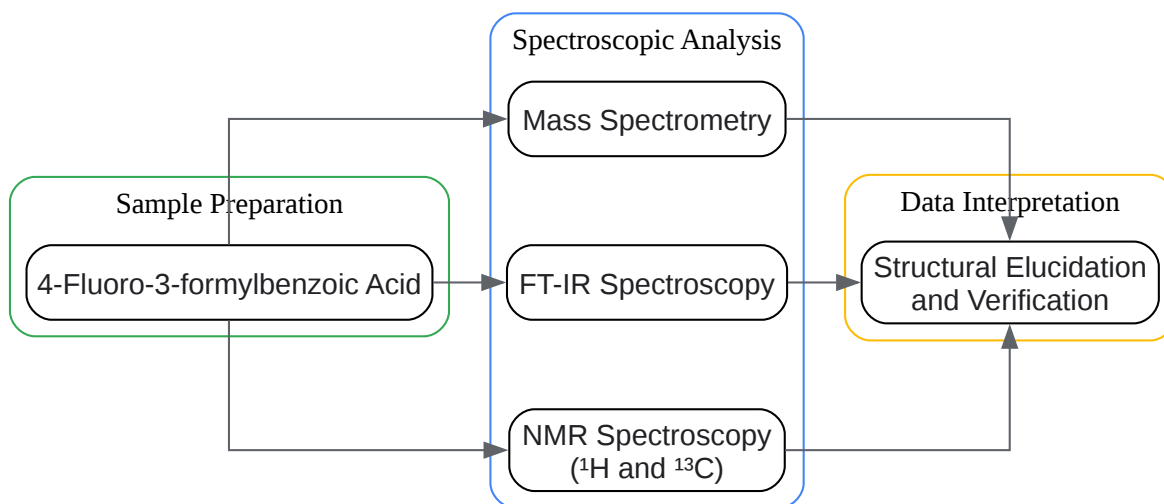 Spectroscopic Analysis
Mass Spectrometry
Sample Preparation
Data Interpretation
4-Fluoro-3-formylbenzoic Acid
FT-IR Spectroscopy
Structural Elucidation
and Verification
NMR Spectroscopy
(¹H and ¹³C)